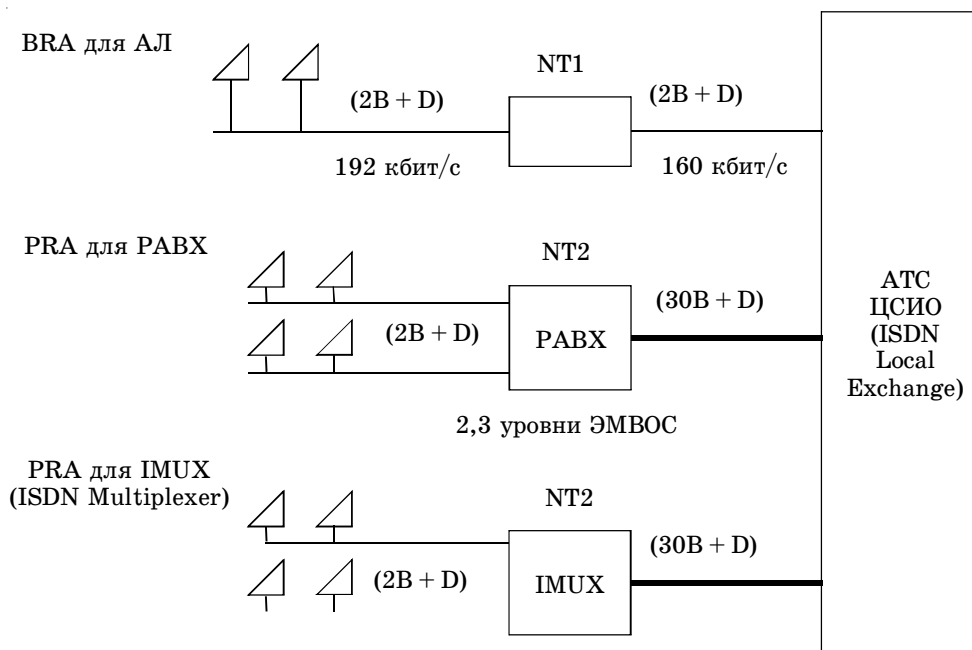 BRA для АЛ
NT1
(2B + D)
(2B + D)
192 кбит/с
160 кбит/с
PRA для PABX
NT2
(2B + D)
PABX
(30B + D)
2,3 уровни ЭМВОС
АТС
ЦСИО
(ISDN
Local
Exchange)
PRA для IMUX
(ISDN Multiplexer)
NT2
(2B + D)
IMUX
(30B + D)